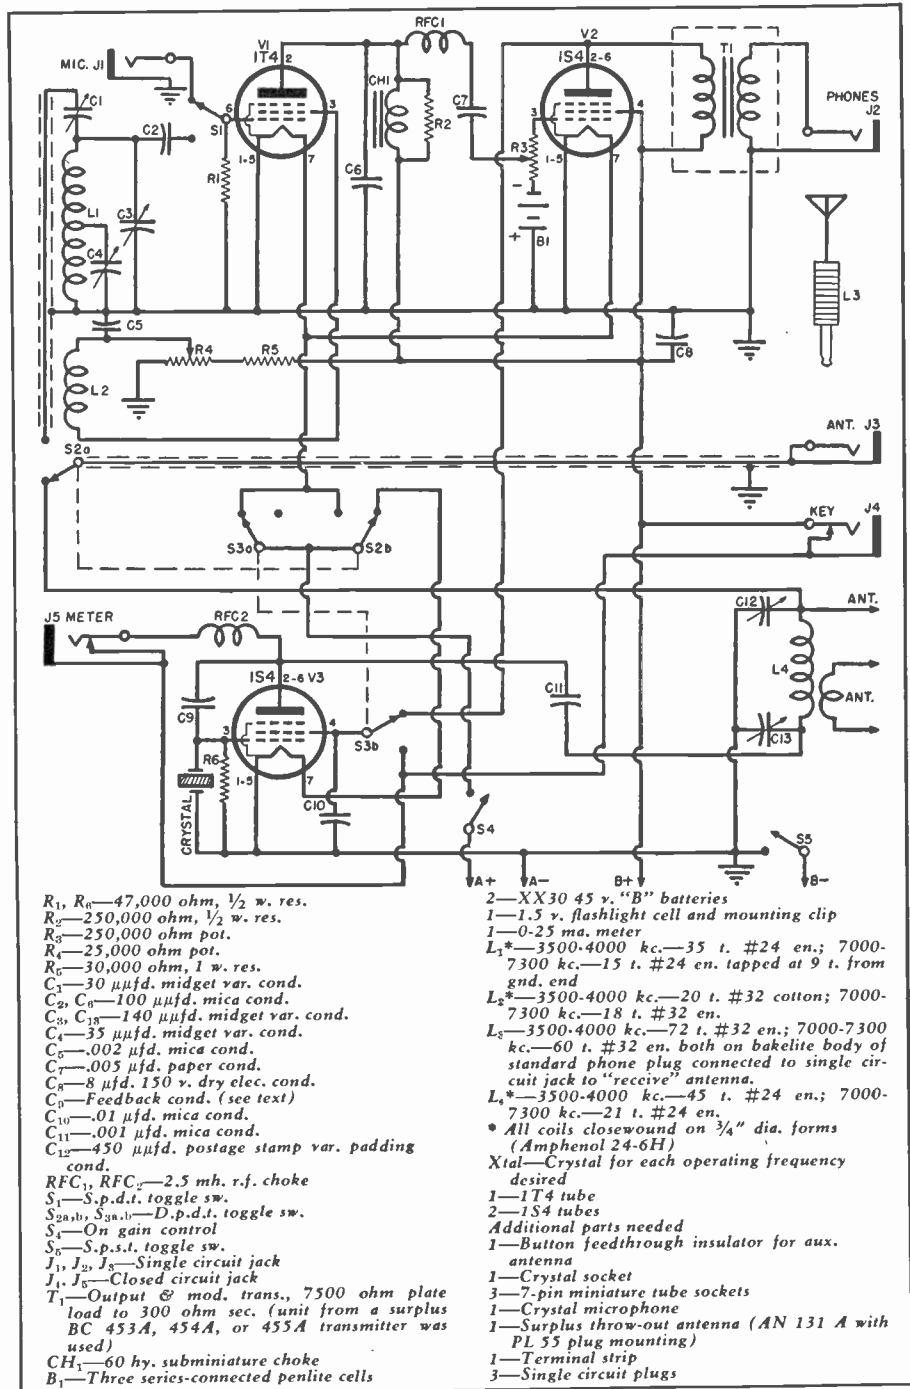 RFC1
V1
1T4 2
V2
1S4 2-6
T1
MIC. J1
PHONES
J2
C1
C2
6
S1
3
CH1
R2
C7
3
4
R3
1-5
7
R1
1-5
7
C6
L1
C3
C4
-
+
B1
L3
C5
R4
R5
C8
L2
S2a
ANT. J3
KEY
J4
S3a
S2b
J5 METER
RFC2
C12
ANT.
1S4 2-6 V3
C11
L4
ANT.
C9
3
4
S3b
C13
R6
1-5
7
C10
CRYSTAL
S4
S5
A+
A-
B+
B-
R1, R6—47,000 ohm, ½ w. res.
R2—250,000 ohm, ½ w. res.
R3—250,000 ohm pot.
R4—25,000 ohm pot.
R5—30,000 ohm, 1 w. res.
C1—30 μμfd. midget var. cond.
C2, C6—100 μμfd. mica cond.
C3, C13—140 μμfd. midget var. cond.
C4—35 μμfd. midget var. cond.
C5—.002 μfd. mica cond.
C7—.005 μfd. paper cond.
C8—8 μfd. 150 v. dry elec. cond.
C9—Feedback cond. (see text)
C10—.01 μfd. mica cond.
C11—.001 μfd. mica cond.
C12—450 μμfd. postage stamp var. padding
cond.
RFC1, RFC2—2.5 mh. r.f. choke
S1—S.p.d.t. toggle sw.
S2a,b, S3a,b—D.p.d.t. toggle sw.
S4—On gain control
S5—S.p.s.t. toggle sw.
J1, J2, J3—Single circuit jack
J4, J5—Closed circuit jack
T1—Output & mod. trans., 7500 ohm plate
load to 300 ohm sec. (unit from a surplus
BC 453A, 454A, or 455A transmitter was
used)
CH1—60 hy. subminiature choke
B1—Three series-connected penlite cells
2—XX30 45 v. "B" batteries
1—1.5 v. flashlight cell and mounting clip
1—0-25 ma. meter
L1*—3500-4000 kc.—35 t. #24 en.; 7000-
7300 kc.—15 t. #24 en. tapped at 9 t. from
gnd. end
L2*—3500-4000 kc.—20 t. #32 cotton; 7000-
7300 kc.—18 t. #32 en.
L3—3500-4000 kc.—72 t. #32 en.; 7000-7300
kc.—60 t. #32 en. both on bakelite body of
standard phone plug connected to single cir-
cuit jack to "receive" antenna.
L4*—3500-4000 kc.—45 t. #24 en.; 7000-
7300 kc.—21 t. #24 en.
* All coils closewound on ¾" dia. forms
(Amphenol 24-6H)
Xtal—Crystal for each operating frequency
desired
1—1T4 tube
2—1S4 tubes
Additional parts needed
1—Button feedthrough insulator for aux.
antenna
1—Crystal socket
3—7-pin miniature tube sockets
1—Crystal microphone
1—Surplus throw-out antenna (AN 131 A with
PL 55 plug mounting)
1—Terminal strip
3—Single circuit plugs